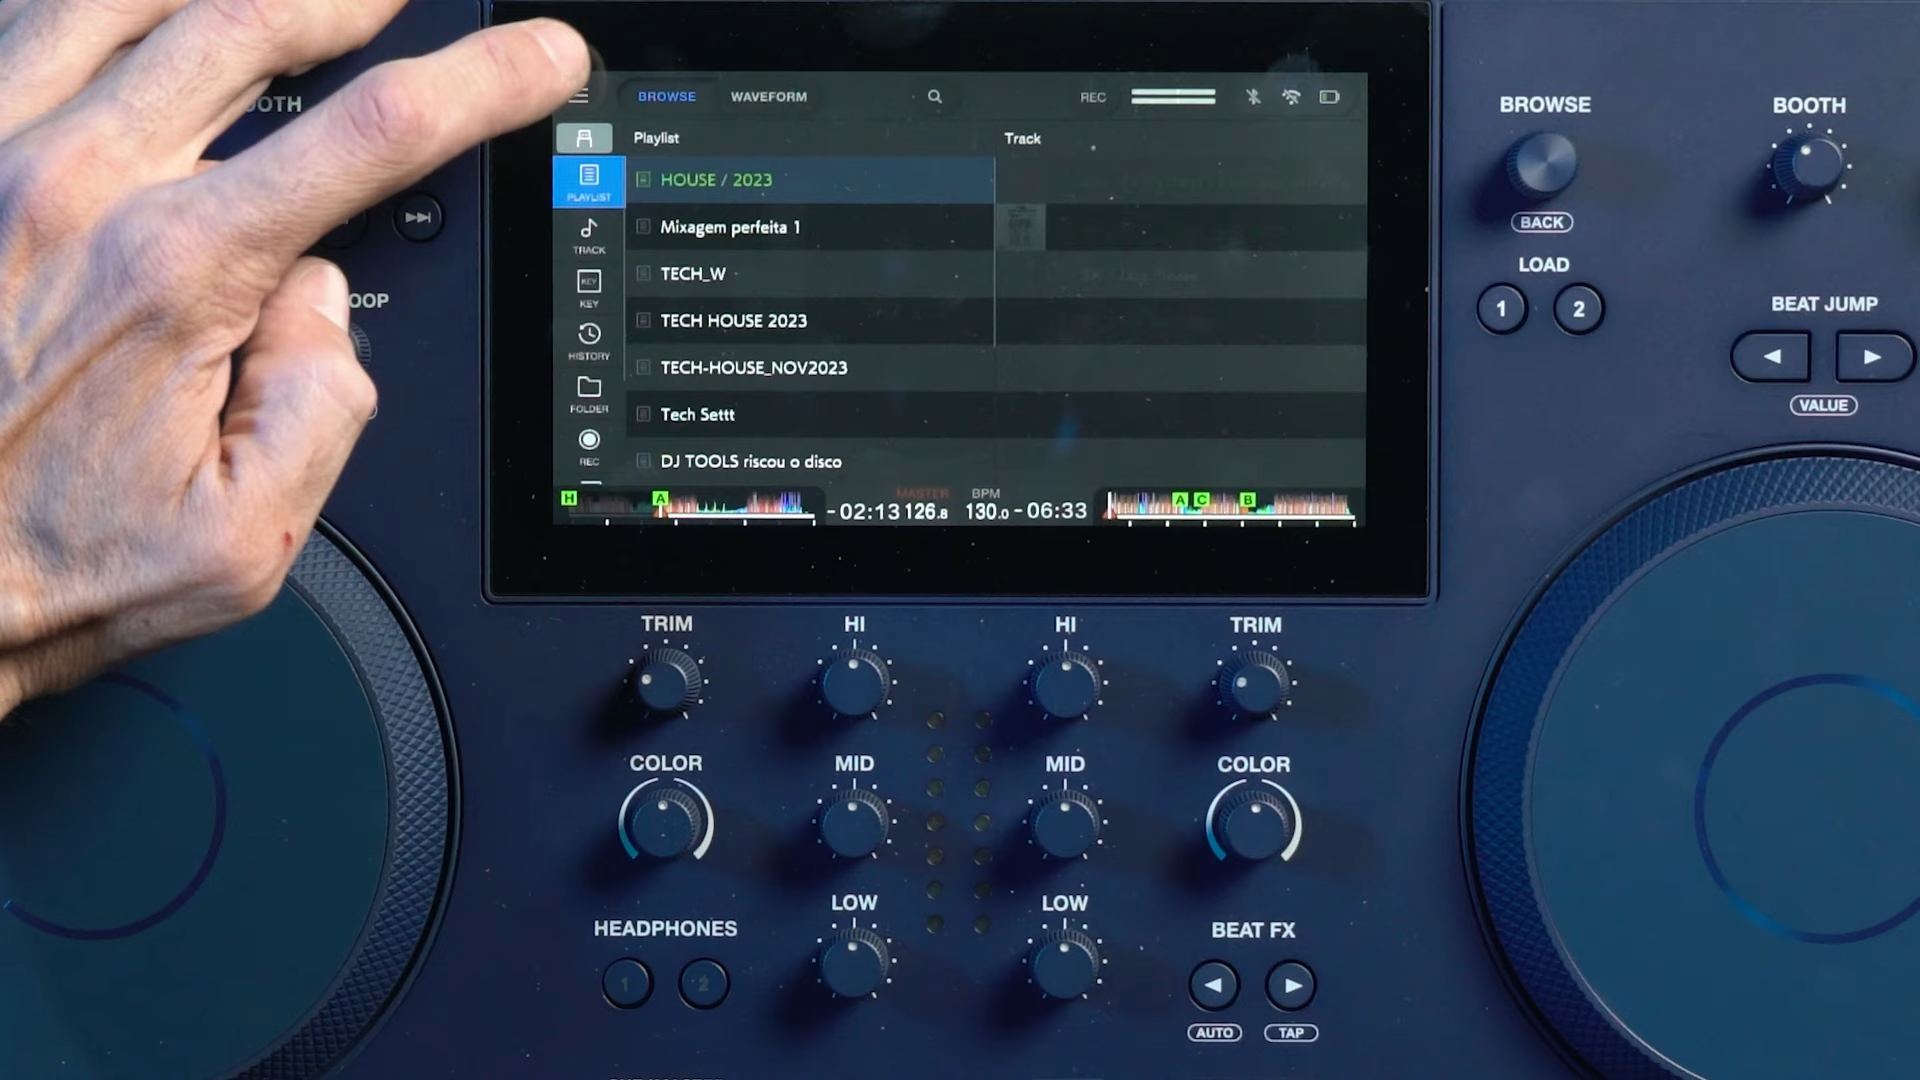 BROWSE WAVEFORM REC
Playlist Track
PLAYLIST
HOUSE / 2023
Mixagem perfeita 1
TRACK
TECH_W
KEY
KEY
TECH HOUSE 2023
HISTORY
TECH-HOUSE_NOV2023
FOLDER
Tech Settt
REC
DJ TOOLS riscou o disco
H A MASTER BPM A C B
-02:13 126.8 130.0 -06:33
OOTH
OOP
BROWSE
BACK
LOAD
1 2
BOOTH
BEAT JUMP
VALUE
TRIM HI HI TRIM
COLOR MID MID COLOR
LOW LOW
HEADPHONES
1 2
BEAT FX
AUTO TAP